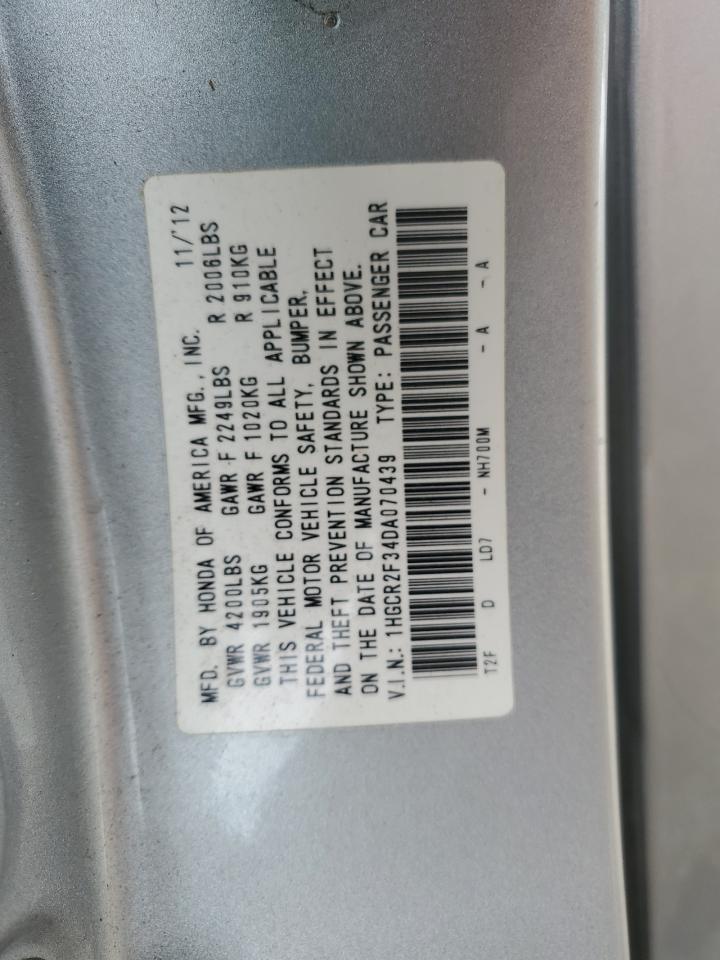 MFD. BY HONDA OF AMERICA MFG., INC. 11/'12
GVWR 4200LBS GAWR F 2249LBS R 2006LBS
GVWR 1905KG GAWR F 1020KG R 910KG
THIS VEHICLE CONFORMS TO ALL APPLICABLE
FEDERAL MOTOR VEHICLE SAFETY, BUMPER,
AND THEFT PREVENTION STANDARDS IN EFFECT
ON THE DATE OF MANUFACTURE SHOWN ABOVE.
V.I.N.: 1HGCR2F34DA070439 TYPE: PASSENGER CAR
T2F D LD7 - NH700M - A - A